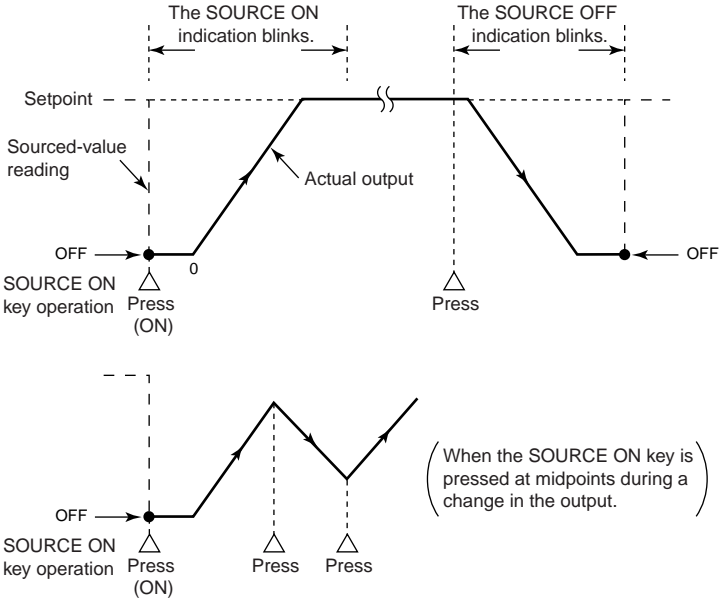 The SOURCE ON
indication blinks.
The SOURCE OFF
indication blinks.
Setpoint
Sourced-value
reading
Actual output
OFF
0
OFF
SOURCE ON
key operation
Press
(ON)
Press
OFF
SOURCE ON
key operation
Press
(ON)
Press
Press
When the SOURCE ON key is
pressed at midpoints during a
change in the output.